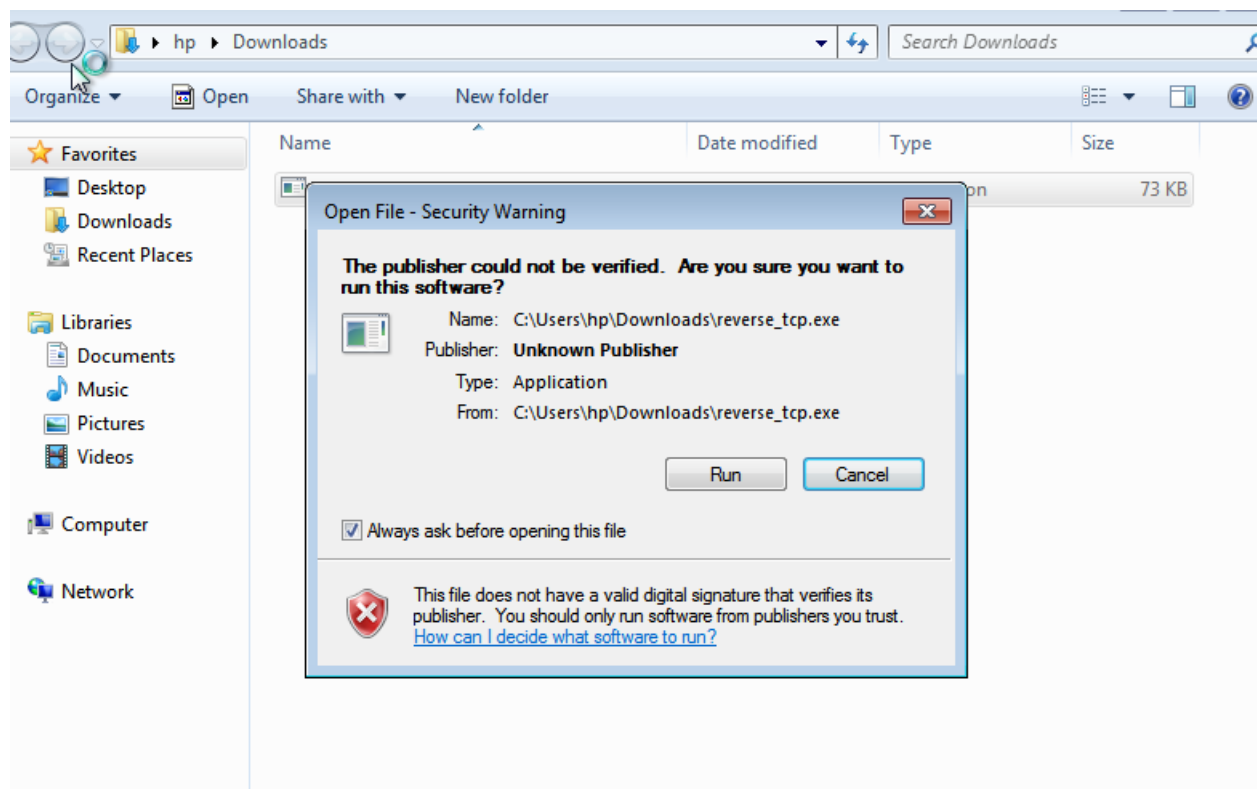 hp Downloads
Search Downloads
Organize
Open
Share with
New folder
Name
Date modified
Type
Size
Favorites
Desktop
Downloads
Recent Places
Libraries
Documents
Music
Pictures
Videos
Computer
Network
73 KB
Open File - Security Warning
The publisher could not be verified. Are you sure you want to
run this software?
Name: C:\Users\hp\Downloads\reverse_tcp.exe
Publisher: Unknown Publisher
Type: Application
From: C:\Users\hp\Downloads\reverse_tcp.exe
Run
Cancel
Always ask before opening this file
This file does not have a valid digital signature that verifies its
publisher. You should only run software from publishers you trust.
How can I decide what software to run?